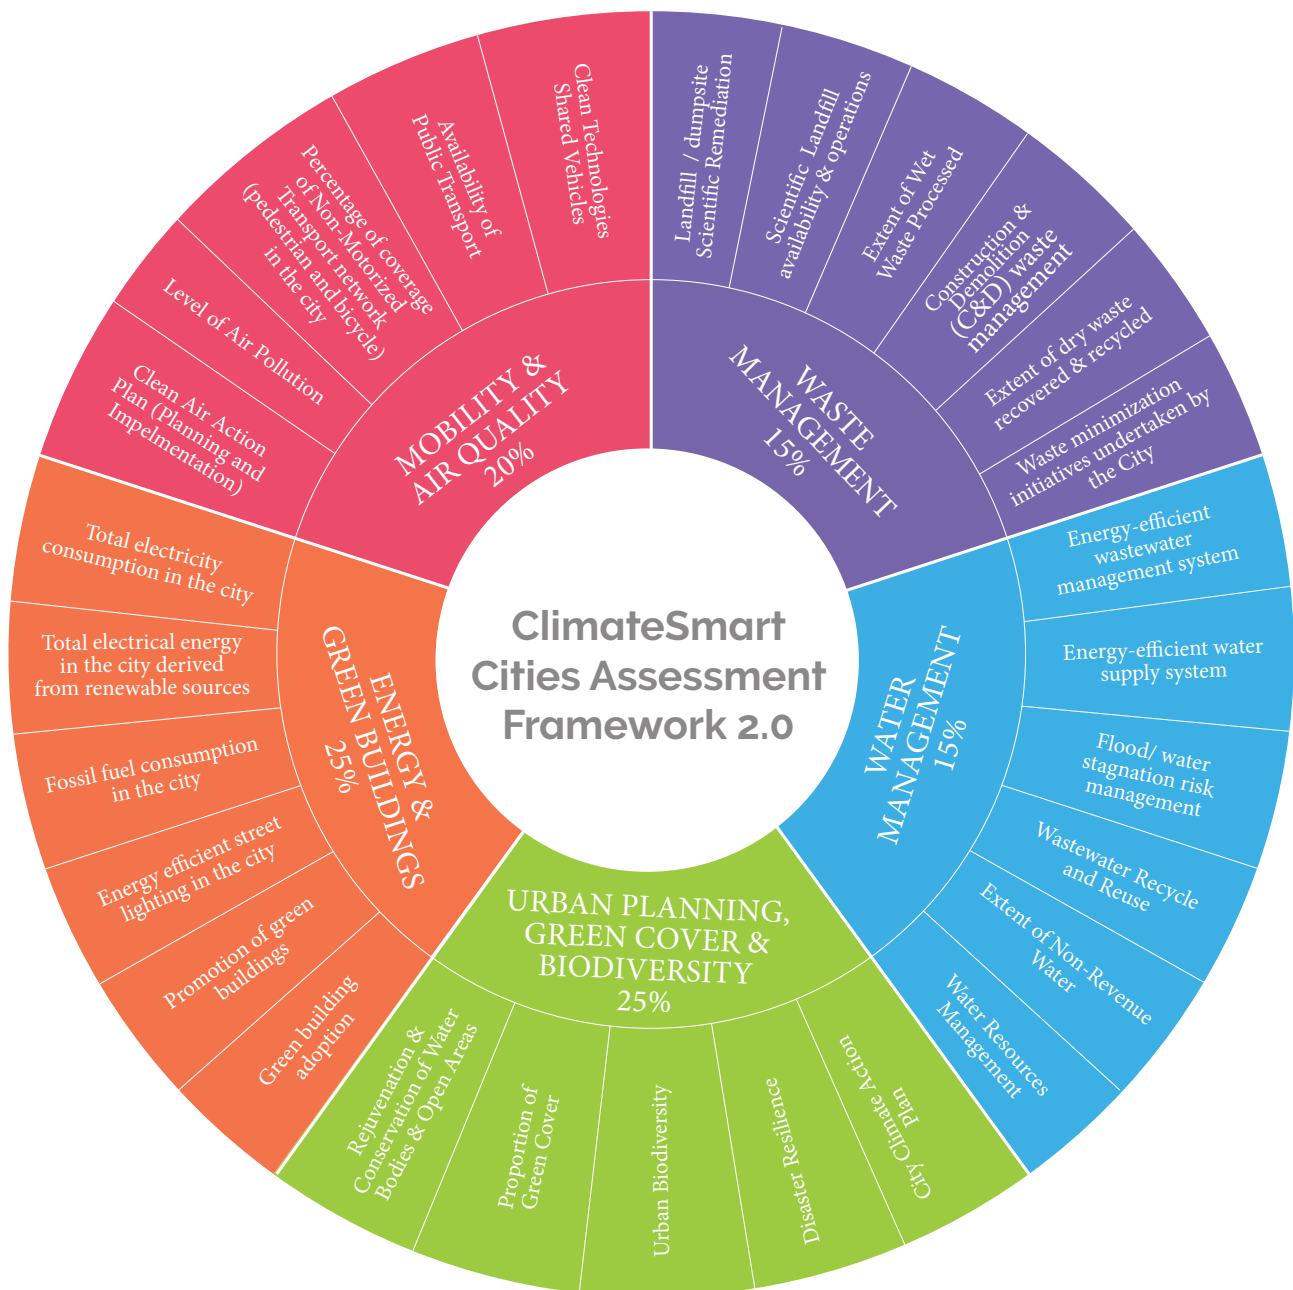 ClimateSmart
Cities Assessment
Framework 2.0
WASTE
MANAGEMENT
15%
Landfill / dumpsite
Scientific Remediation
Scientific Landfill
availability & operations
Extent of Wet
Waste Processed
Construction &
Demolition
(C&D) waste
management
Extent of dry waste
recovered & recycled
Waste minimization
initiatives undertaken by
the City
WATER
MANAGEMENT
15%
Energy-efficient
wastewater
management system
Energy-efficient water
supply system
Flood/ water
stagnation risk
management
Wastewater Recycle
and Reuse
Extent of Non-Revenue
Water
Water Resources
Management
URBAN PLANNING,
GREEN COVER &
BIODIVERSITY
25%
City Climate Action
Plan
Disaster Resilience
Urban Biodiversity
Proportion of
Green Cover
Rejuvenation &
Conservation of Water
Bodies & Open Areas
ENERGY &
GREEN BUILDINGS
25%
Green building
adoption
Promotion of green
buildings
Energy efficient street
lighting in the city
Fossil fuel consumption
in the city
Total electrical energy
in the city derived
from renewable sources
Total electricity
consumption in the city
MOBILITY &
AIR QUALITY
20%
Clean Air Action
Plan (Planning and
Impelmentation)
Level of Air Pollution
Percentage of coverage
of Non-Motorized
Transport network
(pedestrian and bicycle)
in the city
Availability of
Public Transport
Clean Technologies
Shared Vehicles